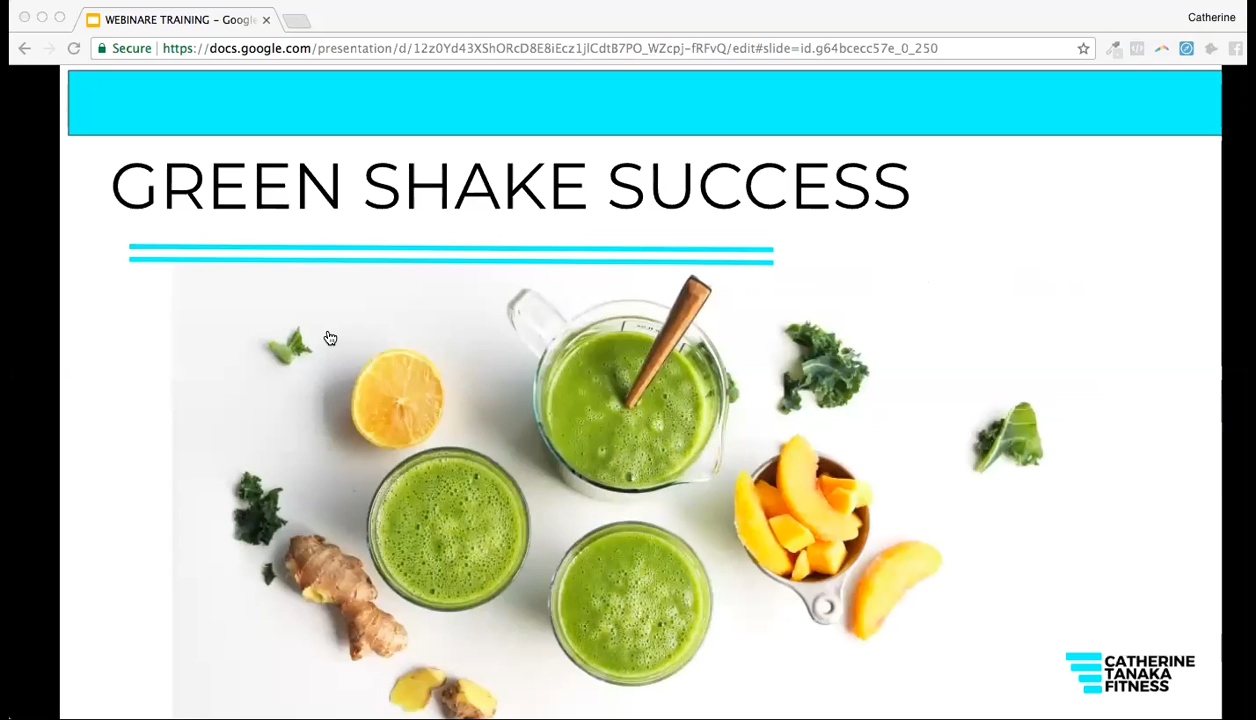 WEBINARE TRAINING - Google
Catherine
Secure
https://docs.google.com/presentation/d/12z0Yd43XShORcD8E8iEcz1jlCdtB7PO_WZcpj-fRFvQ/edit#slide=id.g64bcecc57e_0_250
GREEN SHAKE SUCCESS
CATHERINE
TANAKA
FITNESS